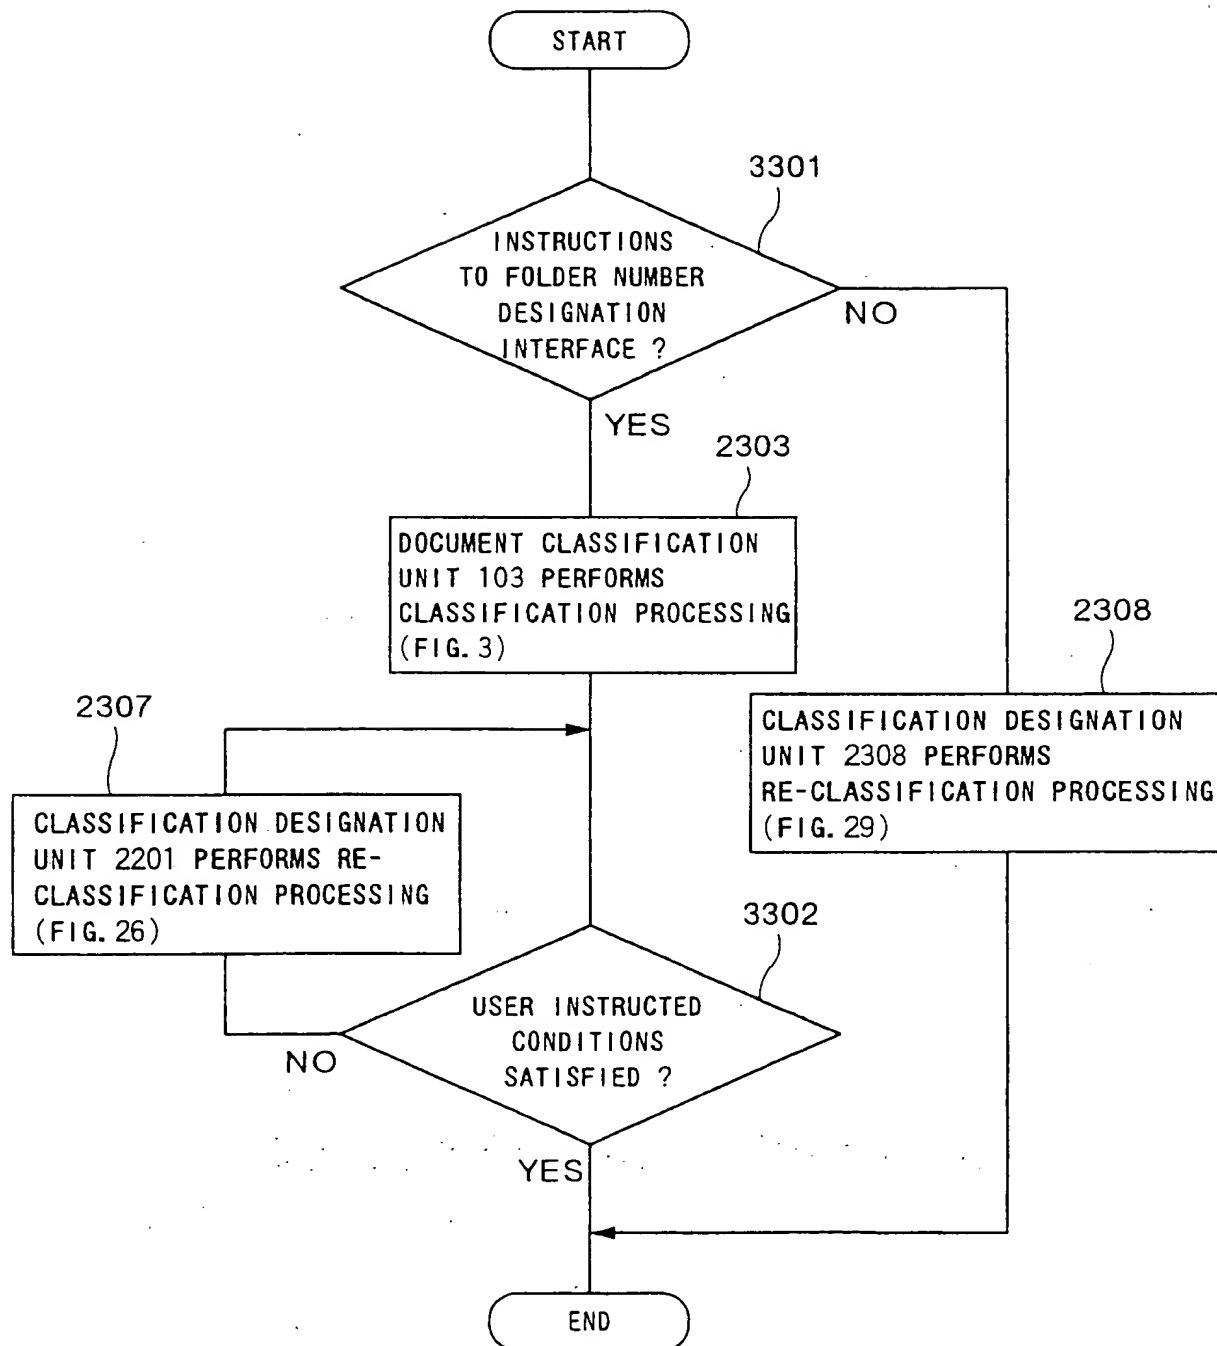 START
3301
INSTRUCTIONS
TO FOLDER NUMBER
DESIGNATION
INTERFACE ?
NO
YES
2303
DOCUMENT CLASSIFICATION
UNIT 103 PERFORMS
CLASSIFICATION PROCESSING
(FIG. 3)
2308
CLASSIFICATION DESIGNATION
UNIT 2308 PERFORMS
RE-CLASSIFICATION PROCESSING
(FIG. 29)
2307
CLASSIFICATION DESIGNATION
UNIT 2201 PERFORMS RE-
CLASSIFICATION PROCESSING
(FIG. 26)
3302
USER INSTRUCTED
CONDITIONS
SATISFIED ?
NO
YES
END